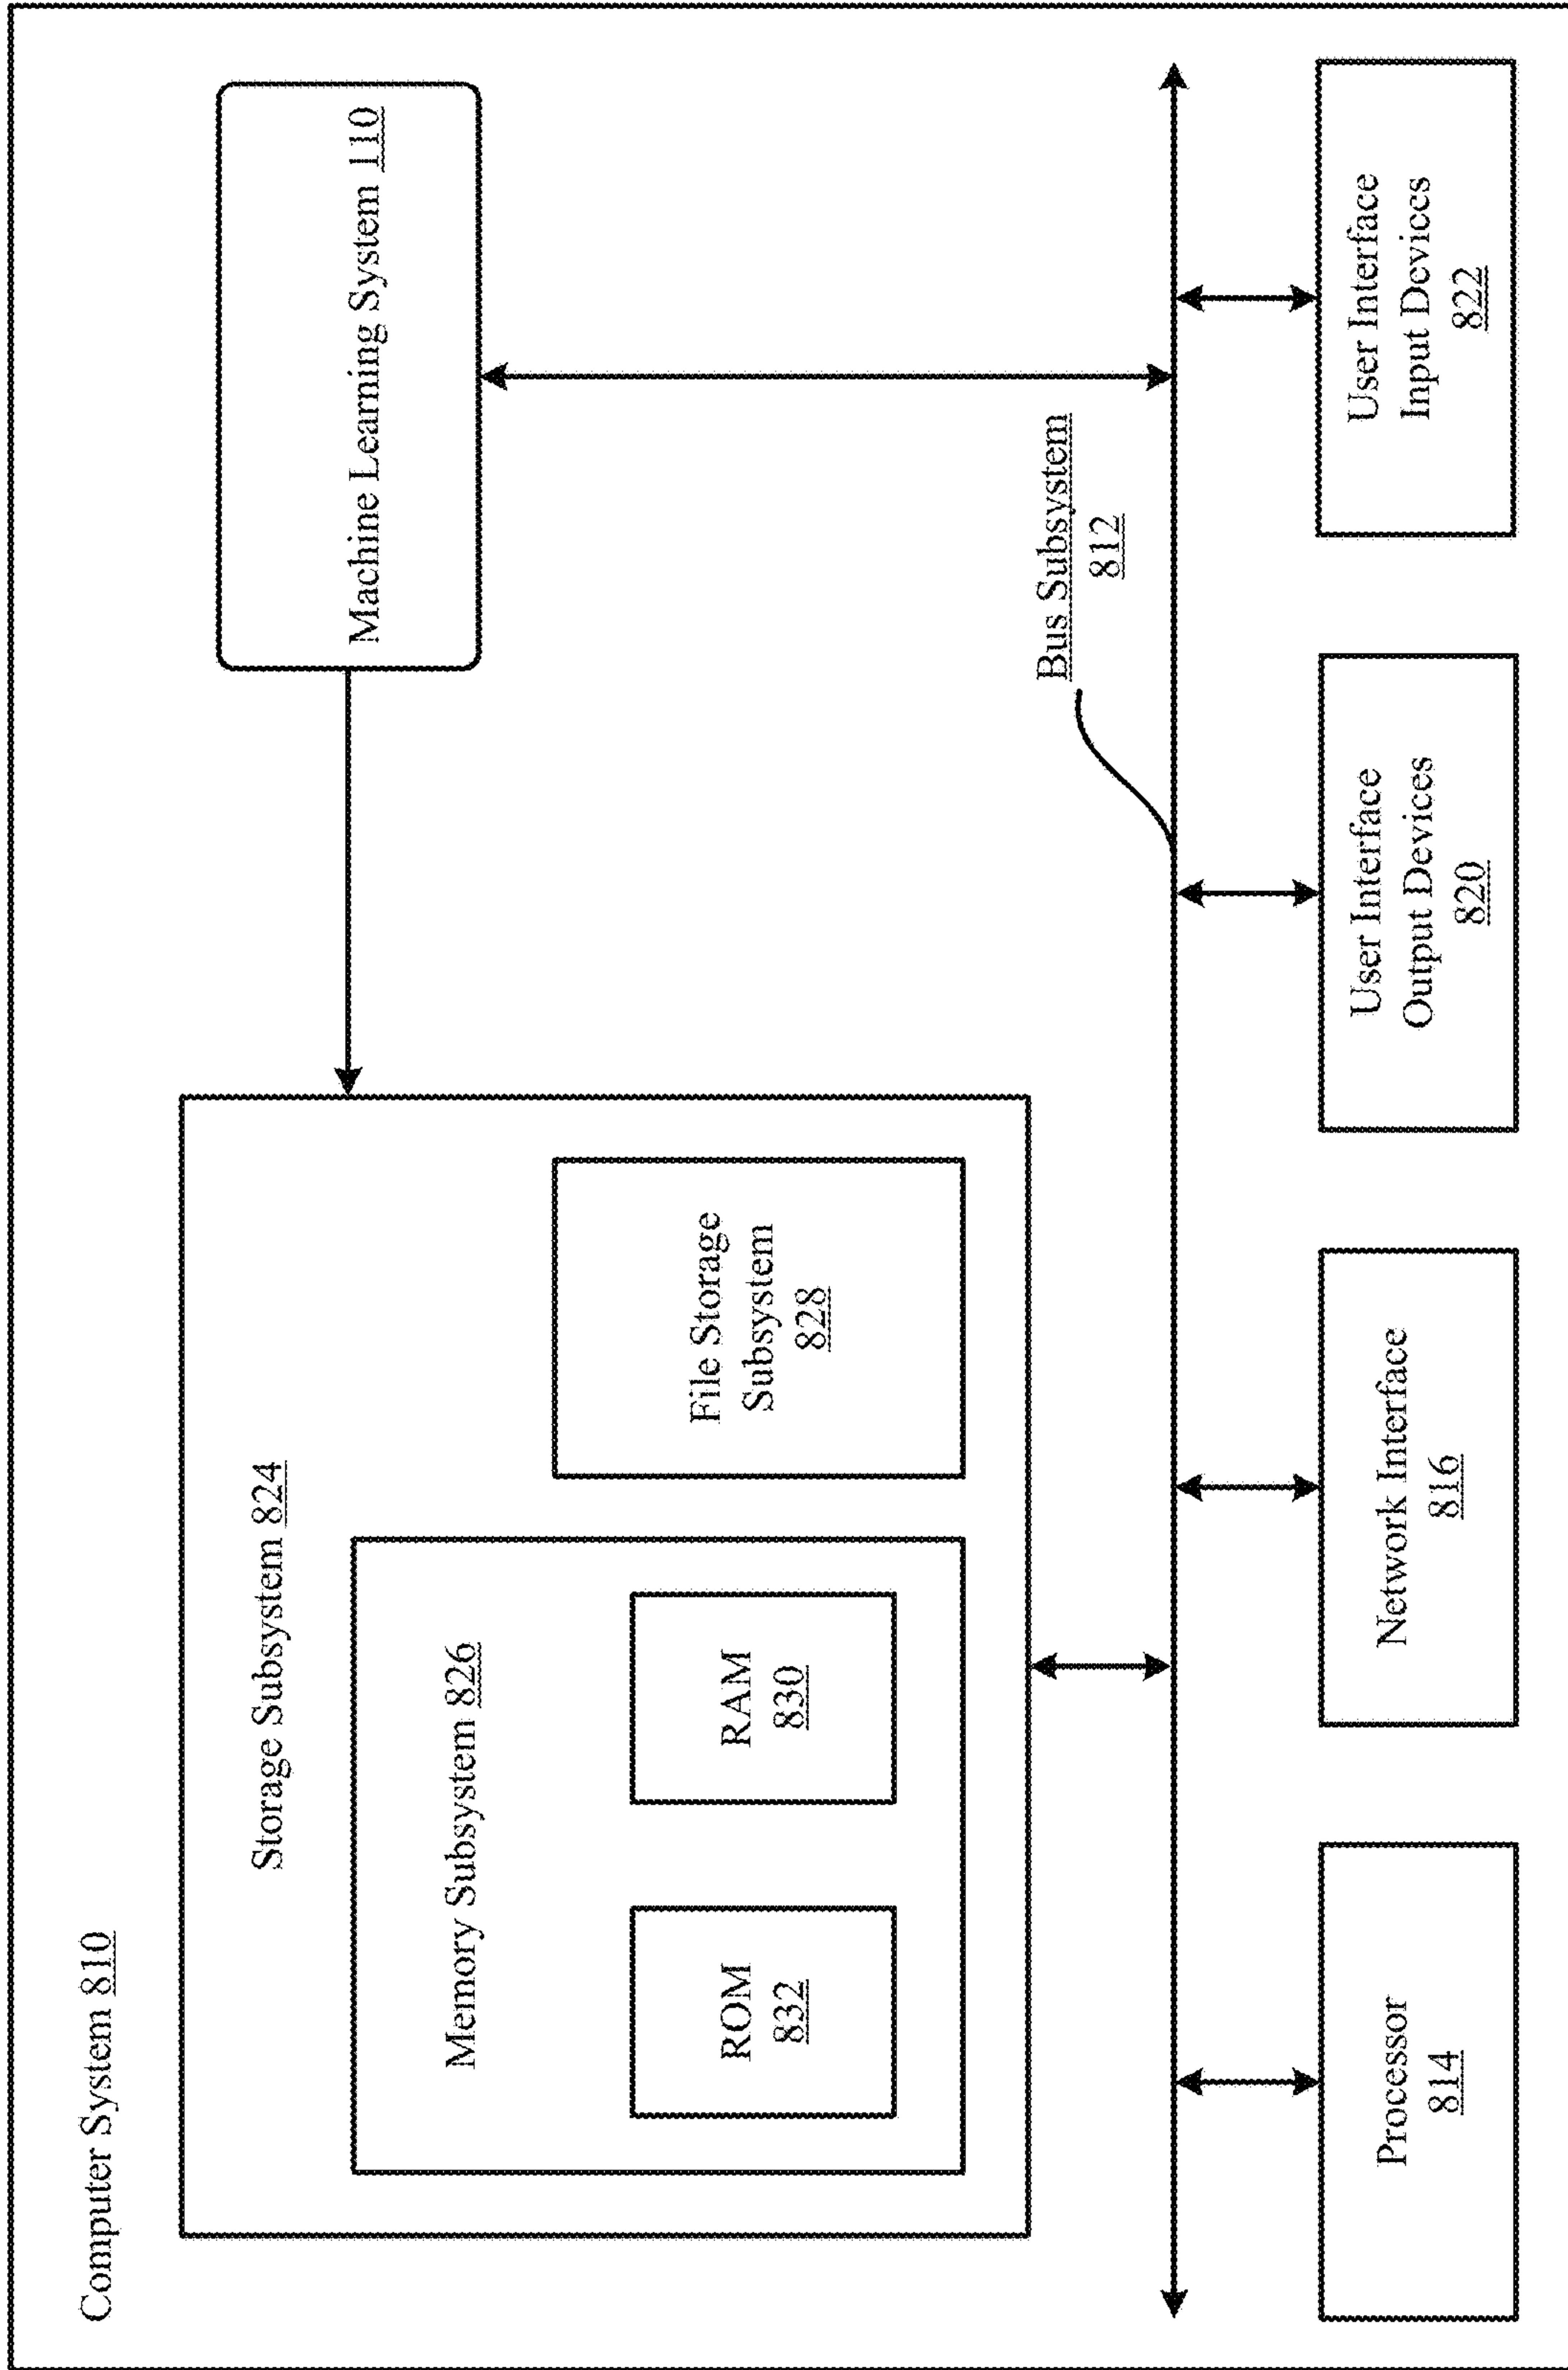 Computer System 810
Storage Subsystem 824
Memory Subsystem 826
ROM
832
RAM
830
File Storage
Subsystem
828
Machine Learning System 110
Bus Subsystem
812
Processor
814
Network Interface
816
User Interface
Output Devices
820
User Interface
Input Devices
822